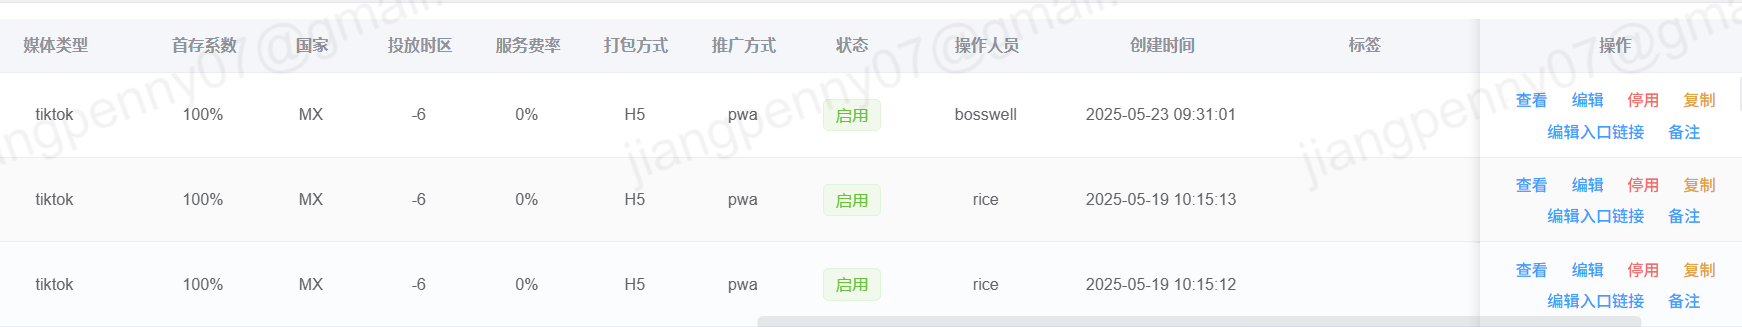 媒体类型 首存系数 国家 投放时区 服务费率 打包方式 推广方式 状态 操作人员 创建时间 标签 操作
tiktok 100% MX -6 0% H5 pwa 启用 bosswell 2025-05-23 09:31:01 查看 编辑 停用 复制
编辑入口链接 备注
tiktok 100% MX -6 0% H5 pwa 启用 rice 2025-05-19 10:15:13 查看 编辑 停用 复制
编辑入口链接 备注
tiktok 100% MX -6 0% H5 pwa 启用 rice 2025-05-19 10:15:12 查看 编辑 停用 复制
编辑入口链接 备注
jiangpenny07@gmail
jiangpenny07@gmail
jiangpenny07@gma